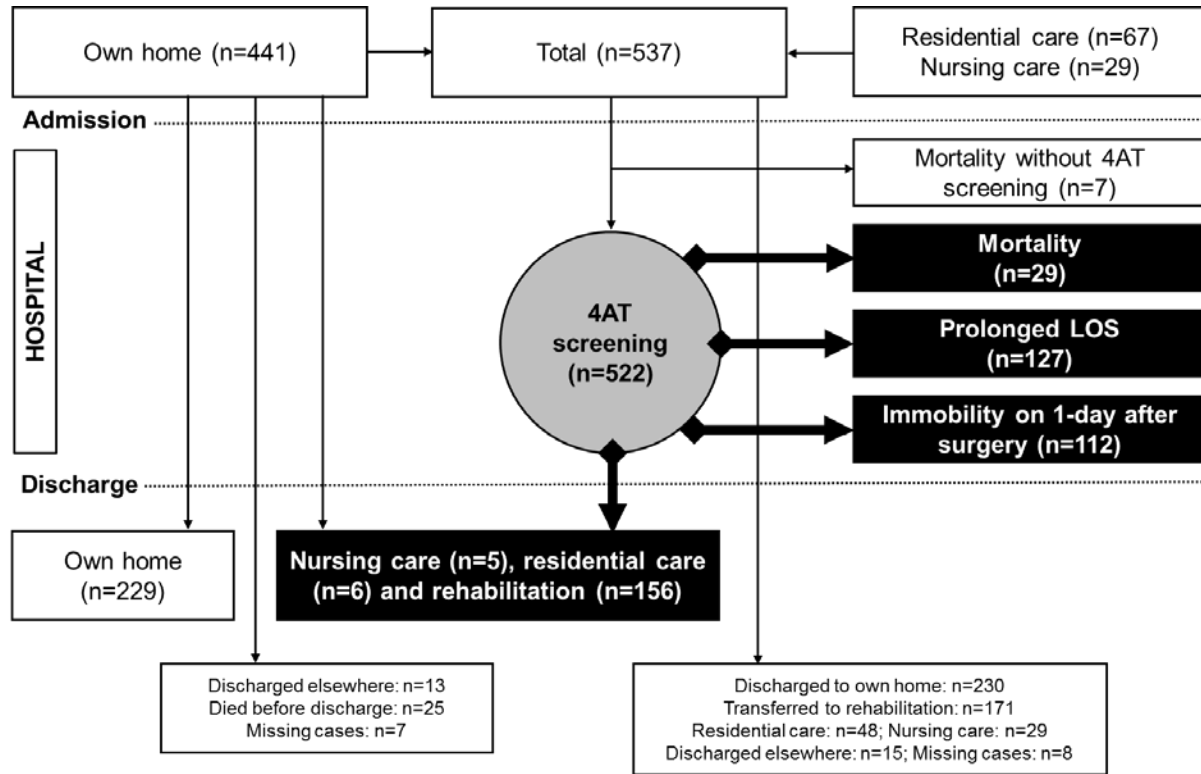 Own home (n=441)
Total (n=537)
Residential care (n=67)
Nursing care (n=29)
Admission
HOSPITAL
Mortality without 4AT
screening (n=7)
Mortality
(n=29)
4AT
screening
(n=522)
Prolonged LOS
(n=127)
Immobility on 1-day after
surgery (n=112)
Discharge
Own home
(n=229)
Nursing care (n=5), residential care
(n=6) and rehabilitation (n=156)
Discharged elsewhere: n=13
Died before discharge: n=25
Missing cases: n=7
Discharged to own home: n=230
Transferred to rehabilitation: n=171
Residential care: n=48; Nursing care: n=29
Discharged elsewhere: n=15; Missing cases: n=8